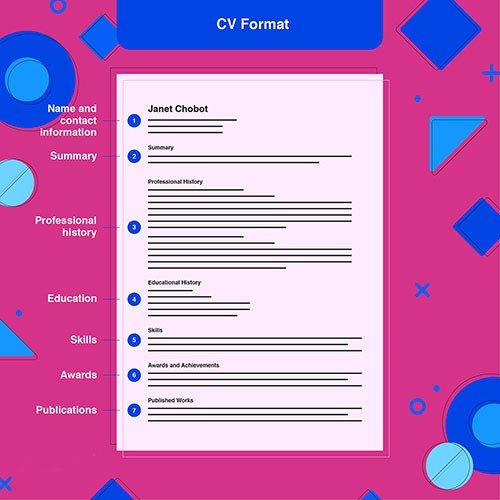 CV Format
Name and
contact
information
1
Janet Chobot
Summary
2
Summary
Professional
history
3
Professional History
Education
4
Educational History
Skills
5
Skills
Awards
6
Awards and Achievements
Publications
7
Published Works